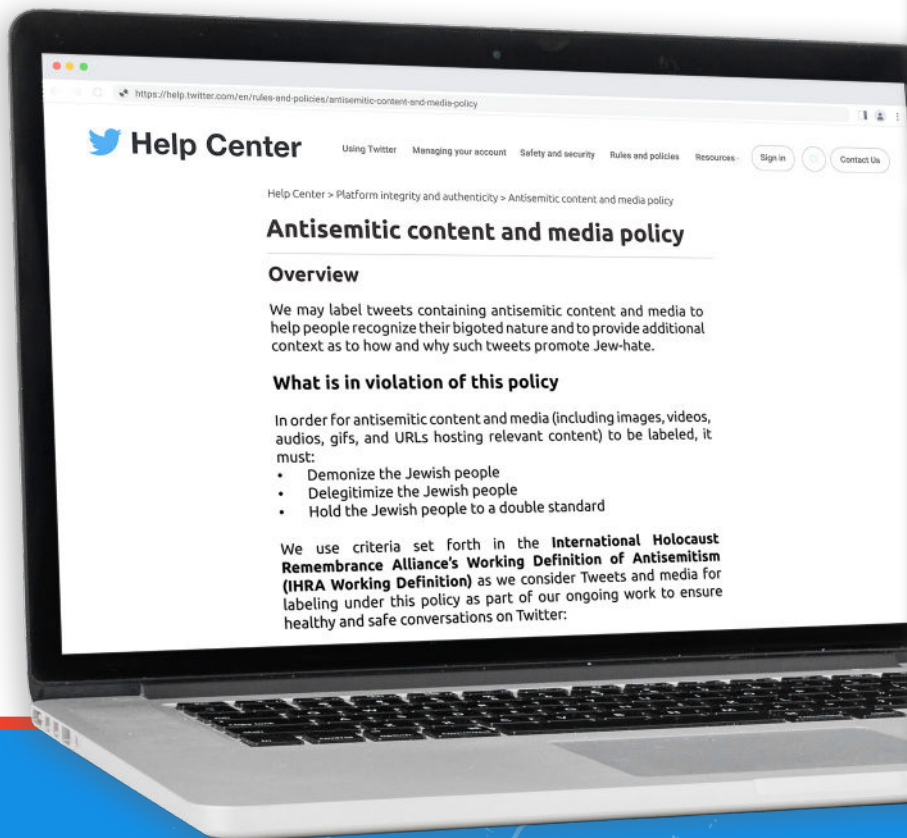 https://help.twitter.com/en/rules-and-policies/antisemitic-content-and-media-policy
Help Center
Using Twitter Managing your account Safety and security Rules and policies Resources Sign in Contact Us
Help Center > Platform integrity and authenticity > Antisemitic content and media policy
Antisemitic content and media policy
Overview
We may label tweets containing antisemitic content and media to
help people recognize their bigoted nature and to provide additional
context as to how and why such tweets promote Jew-hate.
What is in violation of this policy
In order for antisemitic content and media (including images, videos,
audios, gifs, and URLs hosting relevant content) to be labeled, it
must:
• Demonize the Jewish people
• Delegitimize the Jewish people
• Hold the Jewish people to a double standard
We use criteria set forth in the International Holocaust
Remembrance Alliance's Working Definition of Antisemitism
(IHRA Working Definition) as we consider Tweets and media for
labeling under this policy as part of our ongoing work to ensure
healthy and safe conversations on Twitter: